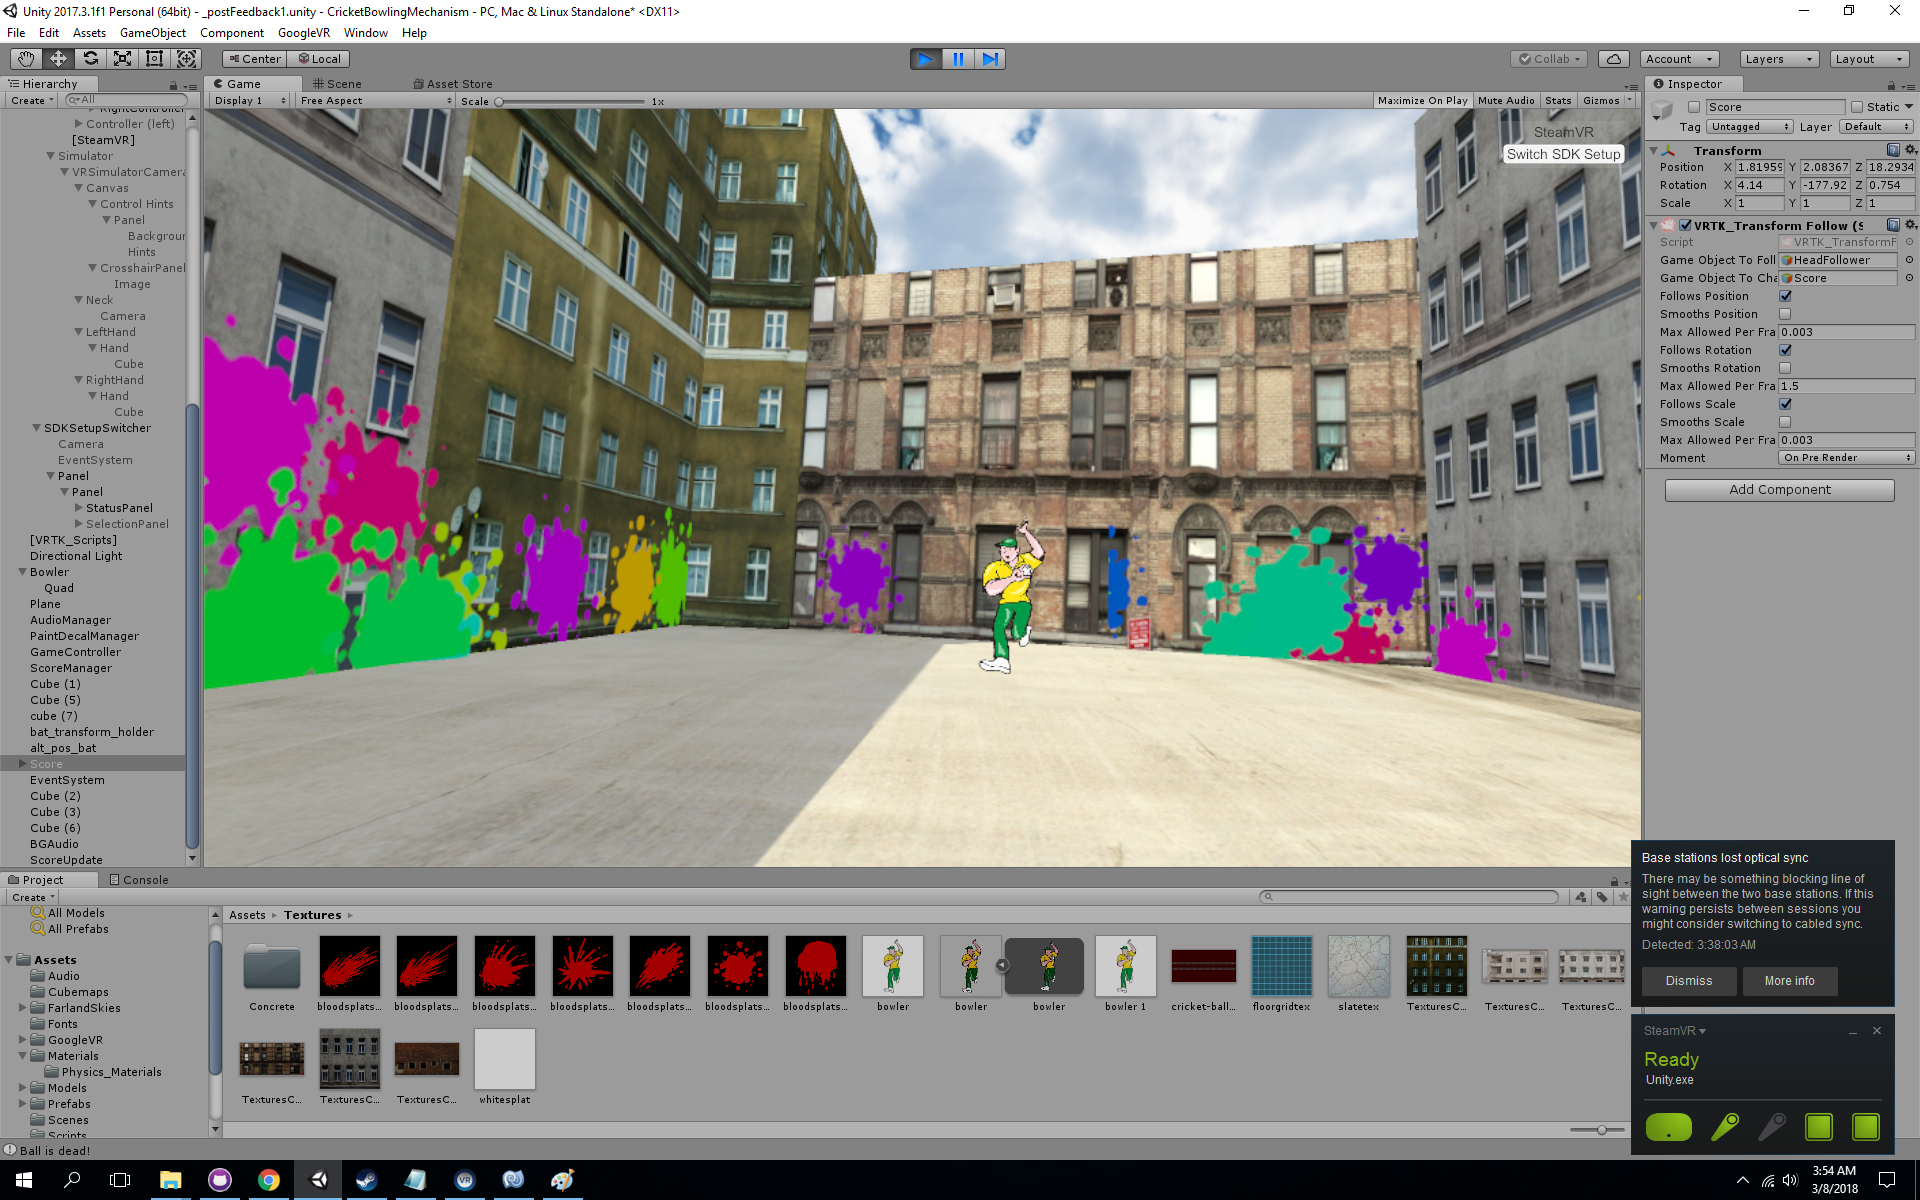 Unity 2017.3.1f1 Personal (64bit) - _postFeedback1.unity - CricketBowlingMechanism - PC, Mac & Linux Standalone* <DX11>
File Edit Assets GameObject Component GoogleVR Window Help
Center Local Collab Account Layers Layout
Hierarchy
Create All
RightController
Controller (left)
[SteamVR]
Simulator
VRSimulatorCamera
Canvas
Control Hints
Panel
Backgroun
Hints
CrosshairPanel
Image
Neck
Camera
LeftHand
Hand
Cube
RightHand
Hand
Cube
SDKSetupSwitcher
Camera
EventSystem
Panel
Panel
StatusPanel
SelectionPanel
[VRTK_Scripts]
Directional Light
Bowler
Quad
Plane
AudioManager
PaintDecalManager
GameController
ScoreManager
Cube (1)
Cube (5)
cube (7)
bat_transform_holder
alt_pos_bat
Score
EventSystem
Cube (2)
Cube (3)
Cube (6)
BGAudio
ScoreUpdate
Game Scene Asset Store
Display 1 Free Aspect Scale 1x Maximize On Play Mute Audio Stats Gizmos
SteamVR
Switch SDK Setup
Inspector
Score Static
Tag Untagged Layer Default
Transform
Position X 1.81959 Y 2.08367 Z 18.2934
Rotation X 4.14 Y -177.92 Z 0.754
Scale X 1 Y 1 Z 1
VRTK_Transform Follow (S
Script VRTK_TransformF
Game Object To Foll HeadFollower
Game Object To Cha Score
Follows Position
Smooths Position
Max Allowed Per Fra 0.003
Follows Rotation
Smooths Rotation
Max Allowed Per Fra 1.5
Follows Scale
Smooths Scale
Max Allowed Per Fra 0.003
Moment On Pre Render
Add Component
Project Console
Create
All Models
All Prefabs
Assets
Audio
Cubemaps
FarlandSkies
Fonts
GoogleVR
Materials
Physics_Materials
Models
Prefabs
Scenes
Scripts
Assets Textures
Concrete bloodsplats... bloodsplats... bloodsplats... bloodsplats... bloodsplats... bloodsplats... bloodsplats... bowler bowler bowler bowler 1 cricket-ball... floorgridtex slatetex TexturesC... TexturesC... TexturesC...
TexturesC... TexturesC... TexturesC... whitesplat
Ball is dead!
Base stations lost optical sync
There may be something blocking line of
sight between the two base stations. If this
warning persists between sessions you
might consider switching to cabled sync.
Detected: 3:38:03 AM
Dismiss More info
SteamVR
Ready
Unity.exe
3:54 AM
3/8/2018